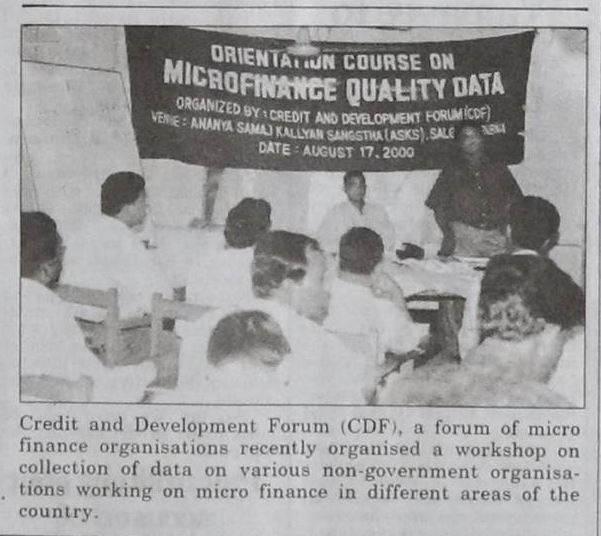 ORIENTATION COURSE ON
MICROFINANCE QUALITY DATA
ORGANIZED BY : CREDIT AND DEVELOPMENT FORUM (CDF)
VENUE : ANANYA SAMAJ KALLYAN SANGSTHA (ASKS), SALE
DATE : AUGUST 17, 2000
Credit and Development Forum (CDF), a forum of micro
finance organisations recently organised a workshop on
collection of data on various non-government organisa-
tions working on micro finance in different areas of the
country.